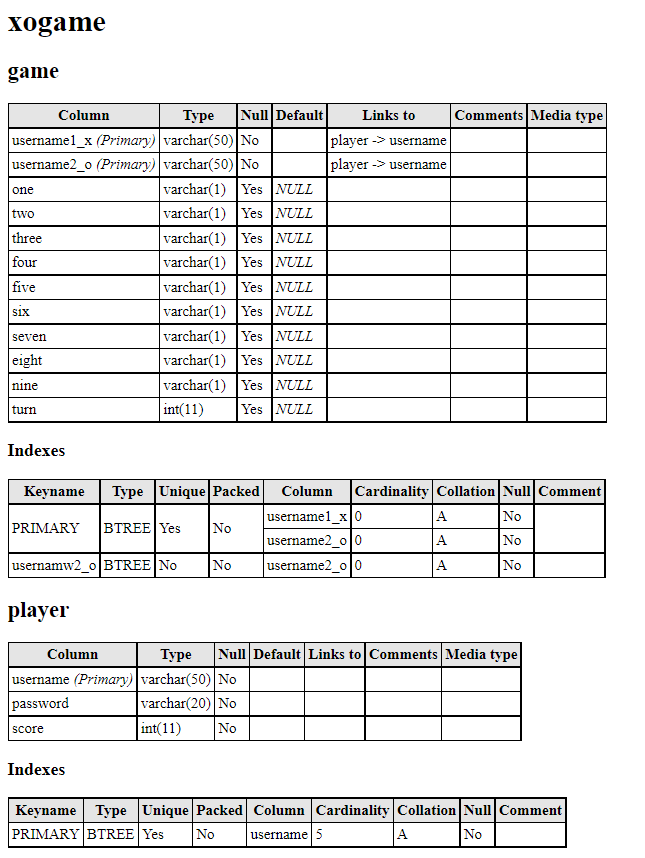 xogame
game
Column Type Null Default Links to Comments Media type
username1_x (Primary) varchar(50) No player -> username
username2_o (Primary) varchar(50) No player -> username
one varchar(1) Yes NULL
two varchar(1) Yes NULL
three varchar(1) Yes NULL
four varchar(1) Yes NULL
five varchar(1) Yes NULL
six varchar(1) Yes NULL
seven varchar(1) Yes NULL
eight varchar(1) Yes NULL
nine varchar(1) Yes NULL
turn int(11) Yes NULL
Indexes
Keyname Type Unique Packed Column Cardinality Collation Null Comment
PRIMARY BTREE Yes No username1_x 0 A No
username2_o 0 A No
usernamw2_o BTREE No No username2_o 0 A No
player
Column Type Null Default Links to Comments Media type
username (Primary) varchar(50) No
password varchar(20) No
score int(11) No
Indexes
Keyname Type Unique Packed Column Cardinality Collation Null Comment
PRIMARY BTREE Yes No username 5 A No